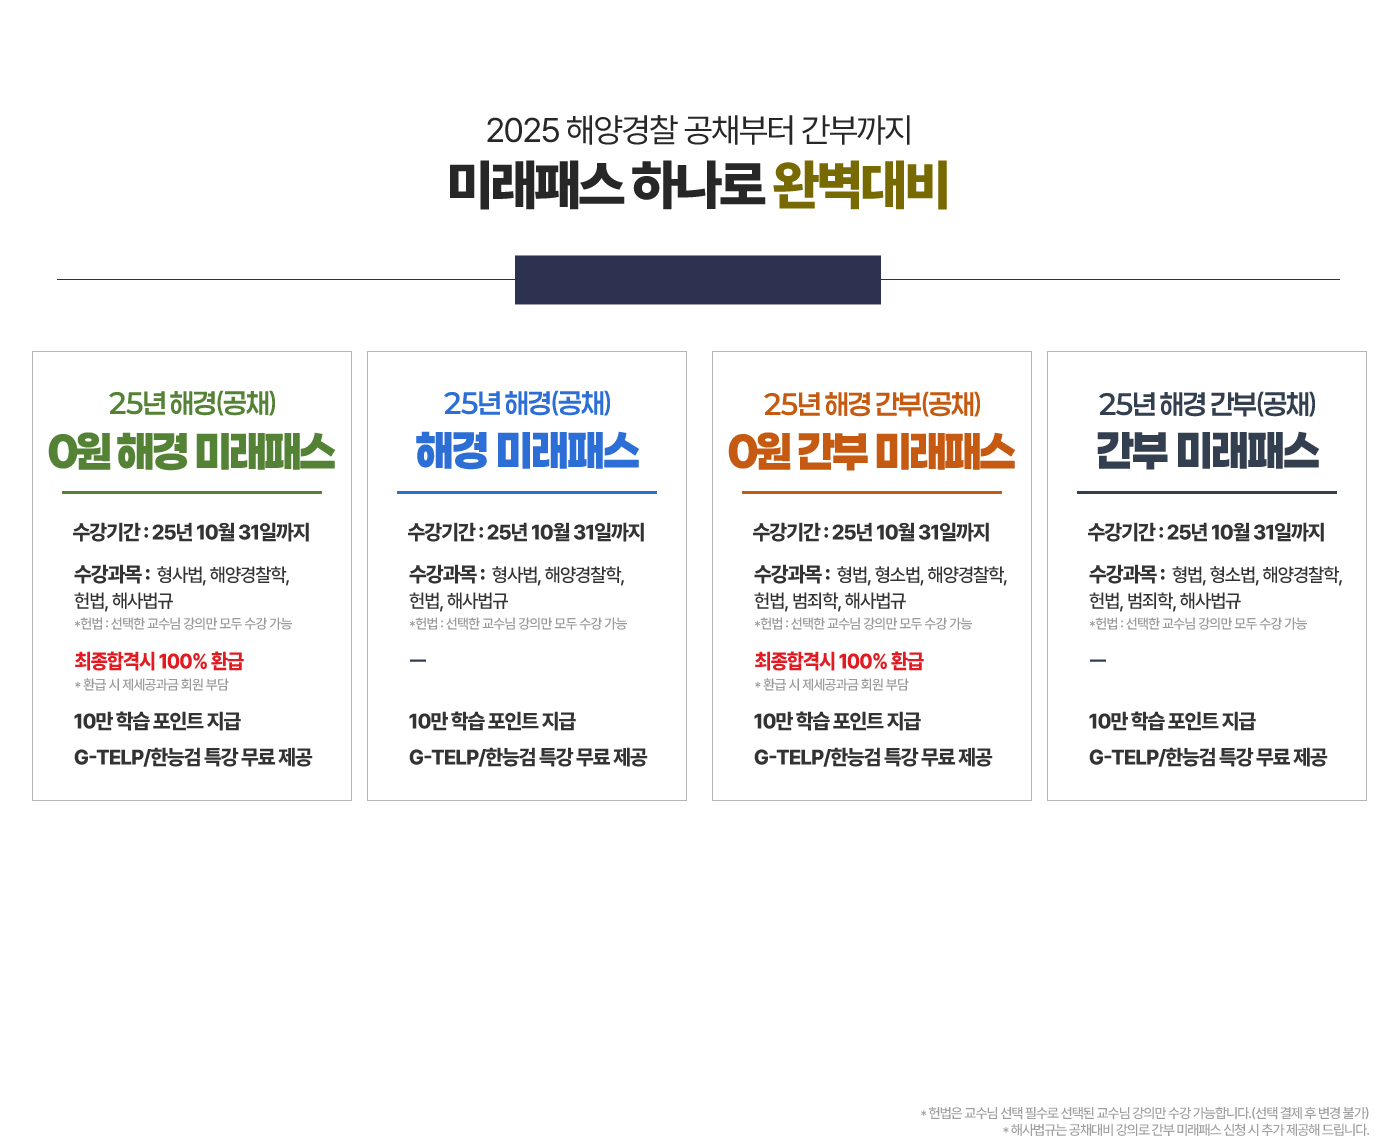 2025 해양경찰 공채부터 간부까지
미래패스 하나로 완벽대비
25년 해경(공채)
0원 해경 미래패스
수강기간 : 25년 10월 31일까지
수강과목 : 형사법, 해양경찰학,
헌법, 해사법규
*헌법 : 선택한 교수님 강의만 모두 수강 가능
최종합격시 100% 환급
* 환급 시 제세공과금 회원 부담
10만 학습 포인트 지급
G-TELP/한능검 특강 무료 제공
25년 해경(공채)
해경 미래패스
수강기간 : 25년 10월 31일까지
수강과목 : 형사법, 해양경찰학,
헌법, 해사법규
*헌법 : 선택한 교수님 강의만 모두 수강 가능
–
10만 학습 포인트 지급
G-TELP/한능검 특강 무료 제공
25년 해경 간부(공채)
0원 간부 미래패스
수강기간 : 25년 10월 31일까지
수강과목 : 형법, 형소법, 해양경찰학,
헌법, 범죄학, 해사법규
*헌법 : 선택한 교수님 강의만 모두 수강 가능
최종합격시 100% 환급
* 환급 시 제세공과금 회원 부담
10만 학습 포인트 지급
G-TELP/한능검 특강 무료 제공
25년 해경 간부(공채)
간부 미래패스
수강기간 : 25년 10월 31일까지
수강과목 : 형법, 형소법, 해양경찰학,
헌법, 범죄학, 해사법규
*헌법 : 선택한 교수님 강의만 모두 수강 가능
–
10만 학습 포인트 지급
G-TELP/한능검 특강 무료 제공
* 헌법은 교수님 선택 필수로 선택된 교수님 강의만 수강 가능합니다.(선택 결제 후 변경 불가)
* 해사법규는 공채대비 강의로 간부 미래패스 신청 시 추가 제공해 드립니다.